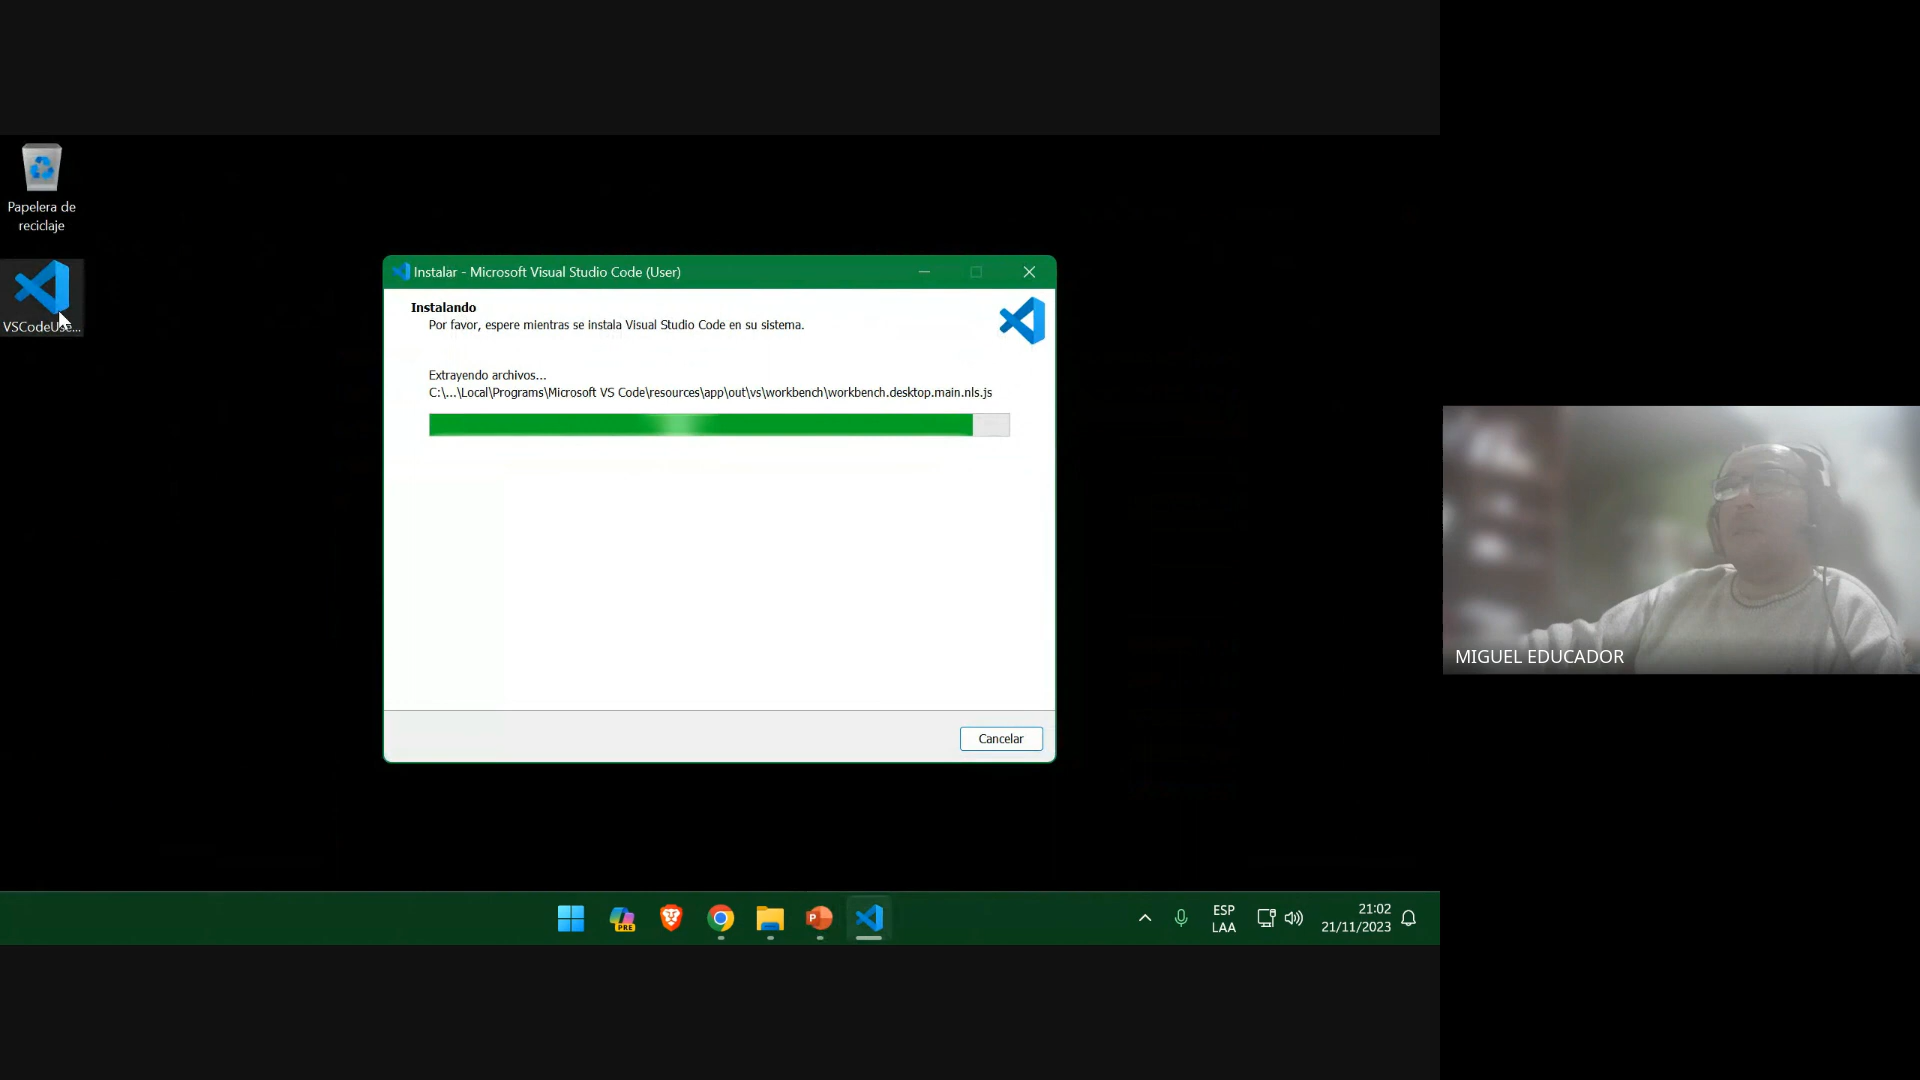 Papelera de
reciclaje
VSCodeUse...
Instalar - Microsoft Visual Studio Code (User)
Instalando
Por favor, espere mientras se instala Visual Studio Code en su sistema.
Extrayendo archivos...
C:\...\Local\Programs\Microsoft VS Code\resources\app\out\vs\workbench\workbench.desktop.main.nls.js
Cancelar
MIGUEL EDUCADOR
PRE
P
ESP
LAA
21:02
21/11/2023